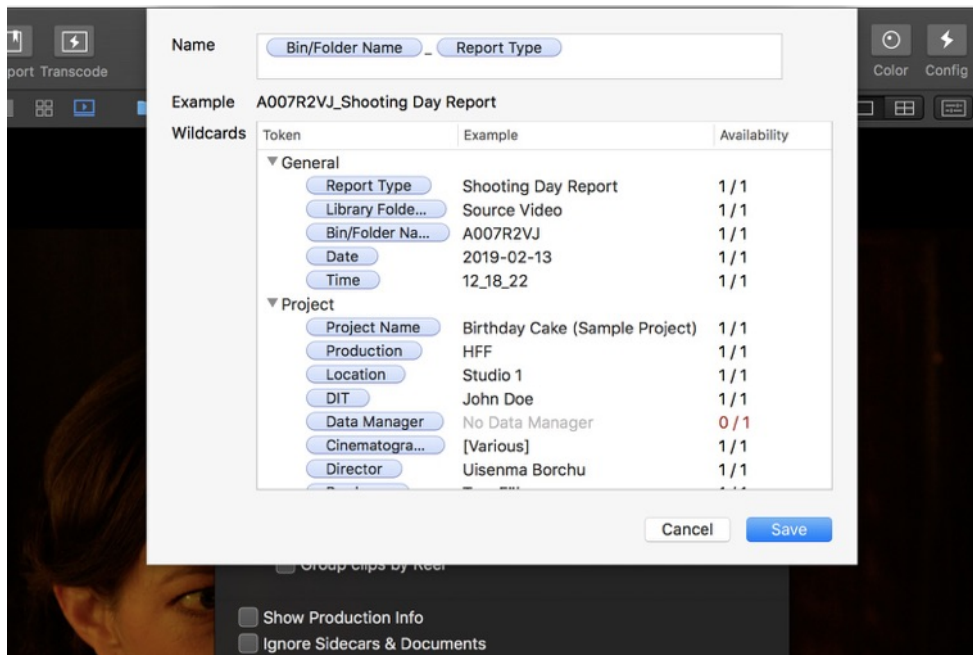 Name
Bin/Folder Name _ Report Type
port Transcode
Color Config
Example A007R2VJ_Shooting Day Report
Wildcards
Token Example Availability
General
Report Type Shooting Day Report 1 / 1
Library Folde... Source Video 1 / 1
Bin/Folder Na... A007R2VJ 1 / 1
Date 2019-02-13 1 / 1
Time 12_18_22 1 / 1
Project
Project Name Birthday Cake (Sample Project) 1 / 1
Production HFF 1 / 1
Location Studio 1 1 / 1
DIT John Doe 1 / 1
Data Manager No Data Manager 0 / 1
Cinematogra... [Various] 1 / 1
Director Uisenma Borchu 1 / 1
Cancel Save
Group clips by Reel
Show Production Info
Ignore Sidecars & Documents